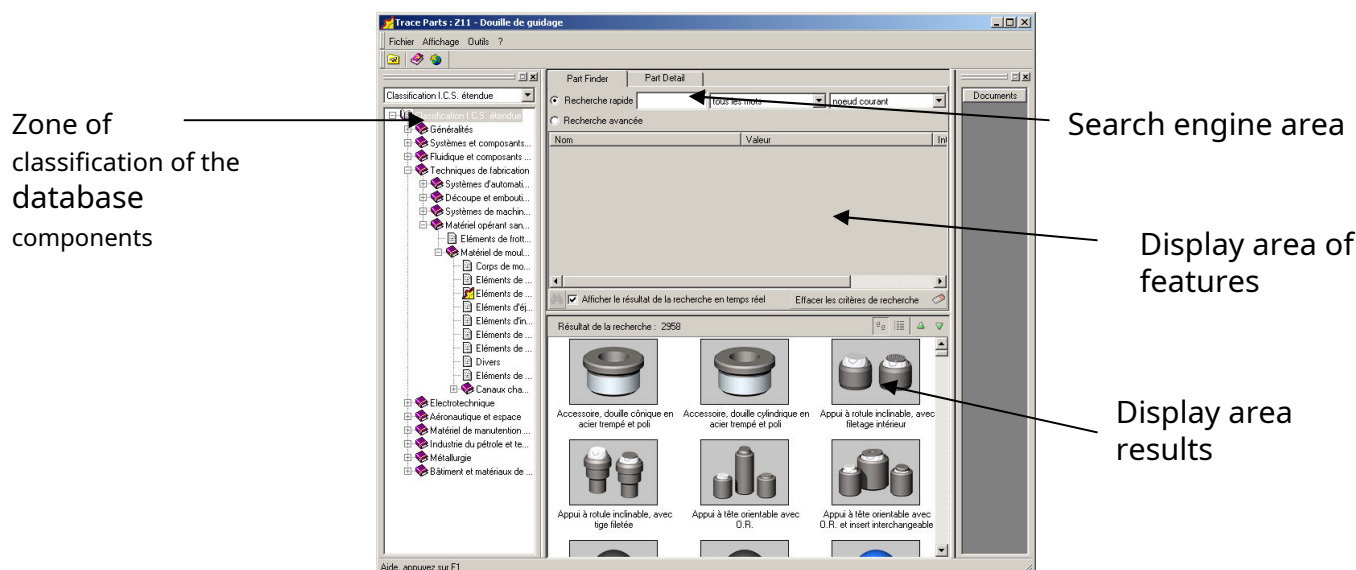 Trace Parts : Z11 - Douille de guidage
Fichier Affichage Outils ?
Classification I.C.S. étendue
Classification I.C.S. étendue
Généralités
Systèmes et composants...
Fluidique et composants ...
Techniques de fabrication
Systèmes d'automati...
Découpe et embouti...
Systèmes de machin...
Matériel opérant san...
Eléments de frott...
Matériel de moul...
Corps de mo...
Eléments de ...
Eléments de ...
Eléments d'éj...
Eléments d'in...
Eléments de ...
Eléments de ...
Divers
Eléments de ...
Canaux cha...
Electrotechnique
Aéronautique et espace
Matériel de manutention ...
Industrie du pétrole et te...
Métallurgie
Bâtiment et matériaux de ...
Part Finder Part Detail
Recherche rapide tous les mots noeud courant
Recherche avancée
Nom Valeur Int
Afficher le résultat de la recherche en temps réel Effacer les critères de recherche
Résultat de la recherche : 2958
Accessoire, douille cônique en
acier trempé et poli
Accessoire, douille cylindrique en
acier trempé et poli
Appui à rotule inclinable, avec
filetage intérieur
Appui à rotule inclinable, avec
tige filetée
Appui à tête orientable avec
O.R.
Appui à tête orientable avec
O.R. et insert interchangeable
Documents
Aide, appuyez sur F1
Zone of
classification of the
database
components
Search engine area
Display area of
features
Display area
results